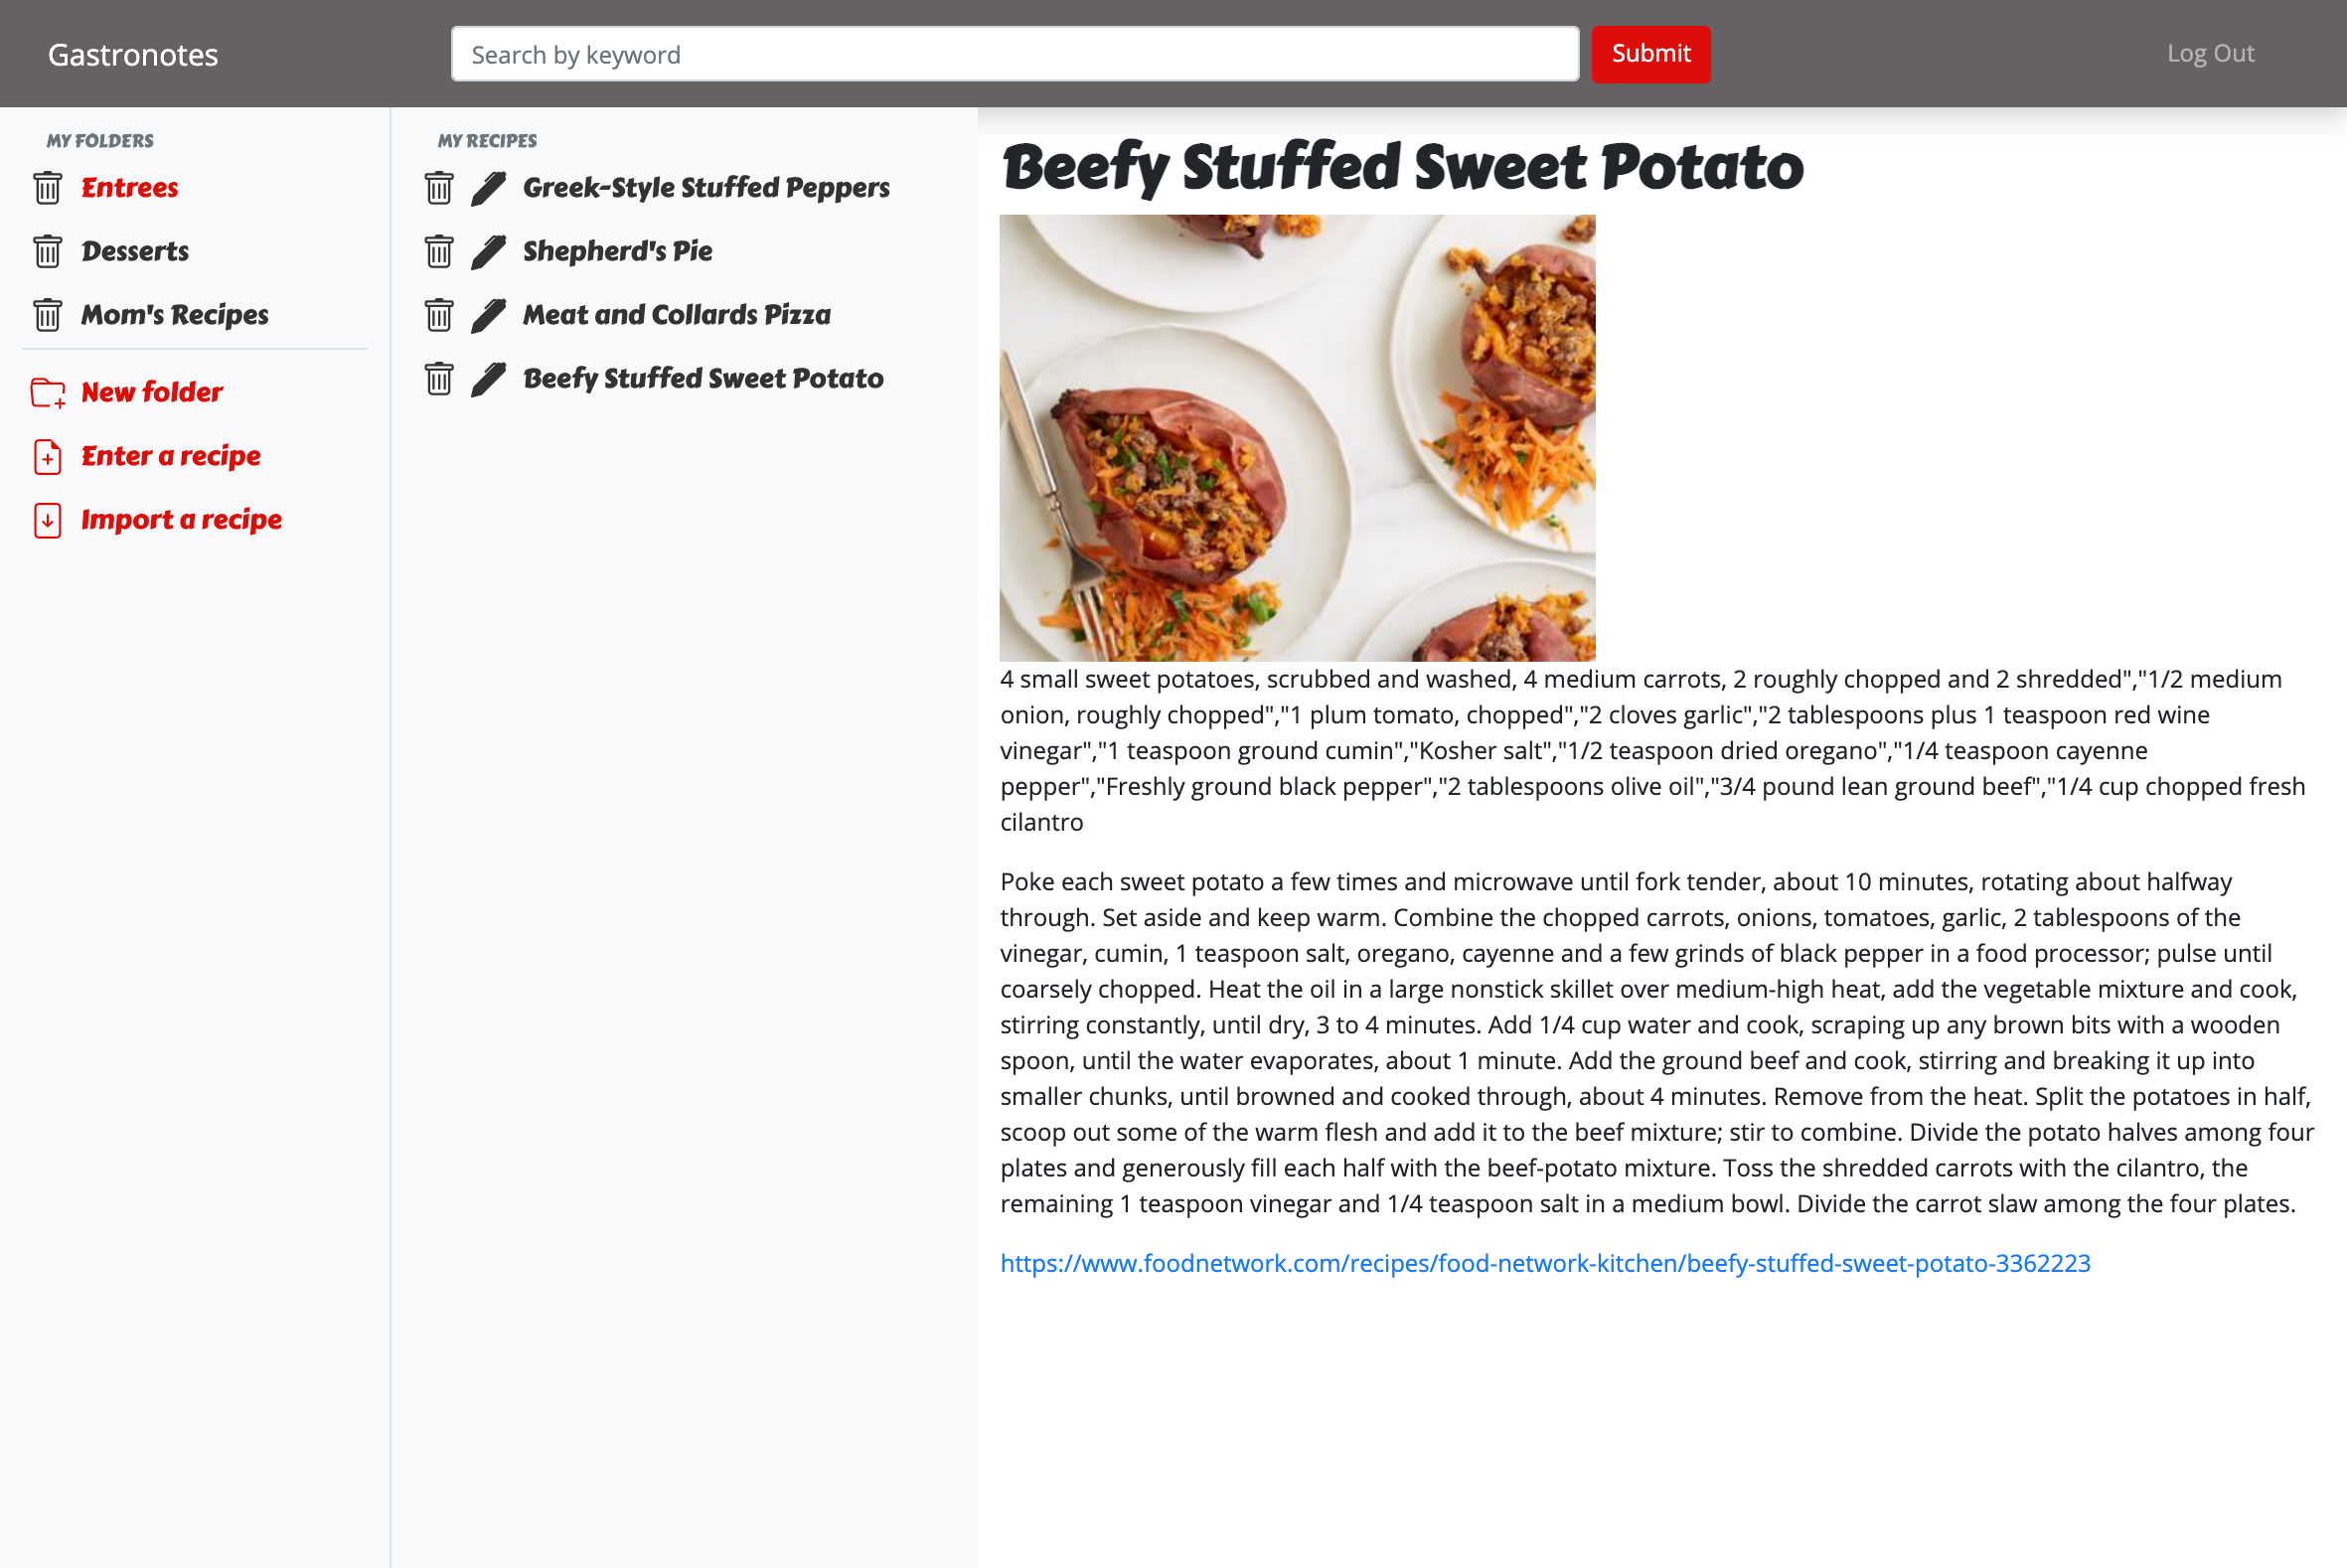 Gastronotes
Search by keyword
Submit
Log Out
MY FOLDERS
Entrees
Desserts
Mom's Recipes
New folder
Enter a recipe
Import a recipe
MY RECIPES
Greek-Style Stuffed Peppers
Shepherd's Pie
Meat and Collards Pizza
Beefy Stuffed Sweet Potato
Beefy Stuffed Sweet Potato
4 small sweet potatoes, scrubbed and washed, 4 medium carrots, 2 roughly chopped and 2 shredded","1/2 medium
onion, roughly chopped","1 plum tomato, chopped","2 cloves garlic","2 tablespoons plus 1 teaspoon red wine
vinegar","1 teaspoon ground cumin","Kosher salt","1/2 teaspoon dried oregano","1/4 teaspoon cayenne
pepper","Freshly ground black pepper","2 tablespoons olive oil","3/4 pound lean ground beef","1/4 cup chopped fresh
cilantro
Poke each sweet potato a few times and microwave until fork tender, about 10 minutes, rotating about halfway
through. Set aside and keep warm. Combine the chopped carrots, onions, tomatoes, garlic, 2 tablespoons of the
vinegar, cumin, 1 teaspoon salt, oregano, cayenne and a few grinds of black pepper in a food processor; pulse until
coarsely chopped. Heat the oil in a large nonstick skillet over medium-high heat, add the vegetable mixture and cook,
stirring constantly, until dry, 3 to 4 minutes. Add 1/4 cup water and cook, scraping up any brown bits with a wooden
spoon, until the water evaporates, about 1 minute. Add the ground beef and cook, stirring and breaking it up into
smaller chunks, until browned and cooked through, about 4 minutes. Remove from the heat. Split the potatoes in half,
scoop out some of the warm flesh and add it to the beef mixture; stir to combine. Divide the potato halves among four
plates and generously fill each half with the beef-potato mixture. Toss the shredded carrots with the cilantro, the
remaining 1 teaspoon vinegar and 1/4 teaspoon salt in a medium bowl. Divide the carrot slaw among the four plates.
https://www.foodnetwork.com/recipes/food-network-kitchen/beefy-stuffed-sweet-potato-3362223